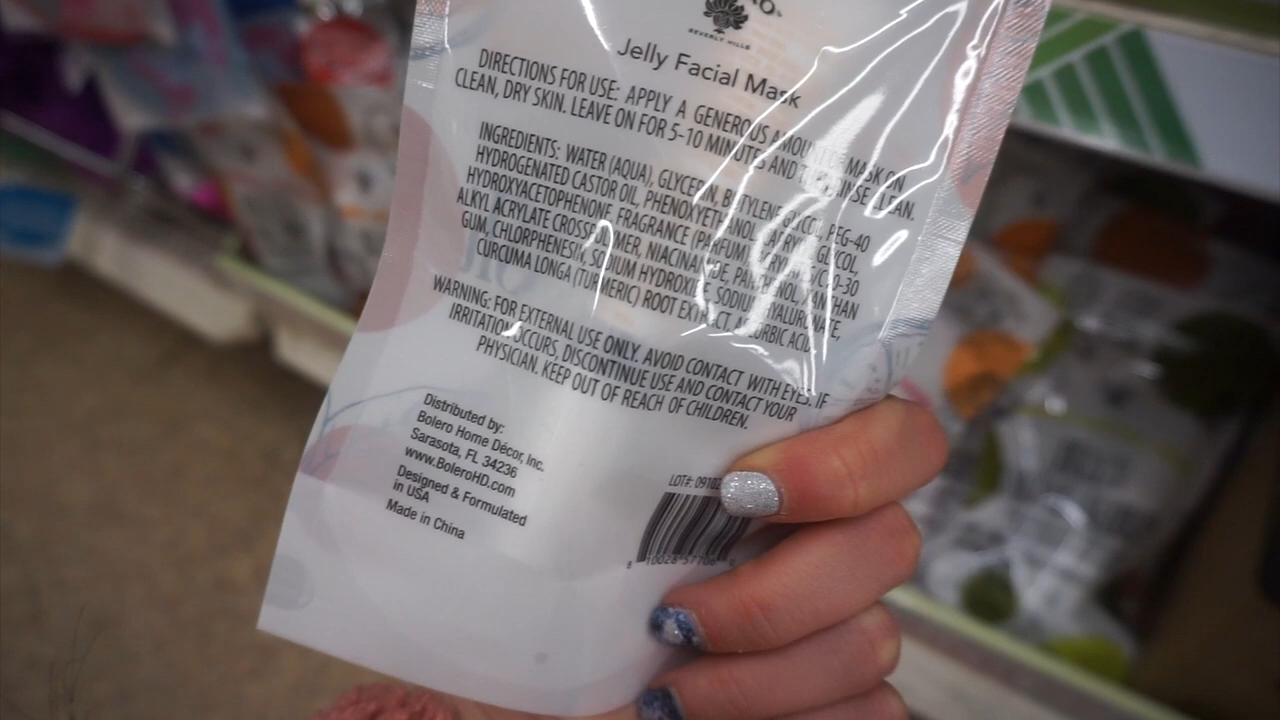 BEVERLY HILLS
Jelly Facial Mask
DIRECTIONS FOR USE: APPLY A GENEROUS AMOUNT OF MASK ON
CLEAN, DRY SKIN. LEAVE ON FOR 5-10 MINUTES AND RINSE CLEAN.
INGREDIENTS: WATER (AQUA), GLYCERIN, BUTYLENE GLYCOL, PEG-40
HYDROGENATED CASTOR OIL, PHENOXYETHANOL, CAPRYLYL GLYCOL,
HYDROXYACETOPHENONE, FRAGRANCE (PARFUM), ACRYLATES/C10-30
ALKYL ACRYLATE CROSSPOLYMER, NIACINAMIDE, PANTHENOL, XANTHAN
GUM, CHLORPHENESIN, SODIUM HYDROXIDE, SODIUM HYALURONATE,
CURCUMA LONGA (TURMERIC) ROOT EXTRACT, ASCORBIC ACID
WARNING: FOR EXTERNAL USE ONLY. AVOID CONTACT WITH EYES. IF
IRRITATION OCCURS, DISCONTINUE USE AND CONTACT YOUR
PHYSICIAN. KEEP OUT OF REACH OF CHILDREN.
Distributed by:
Bolero Home Décor, Inc.
Sarasota, FL 34236
www.BoleroHD.com
Designed & Formulated
in USA
Made in China
LOT#: 09102